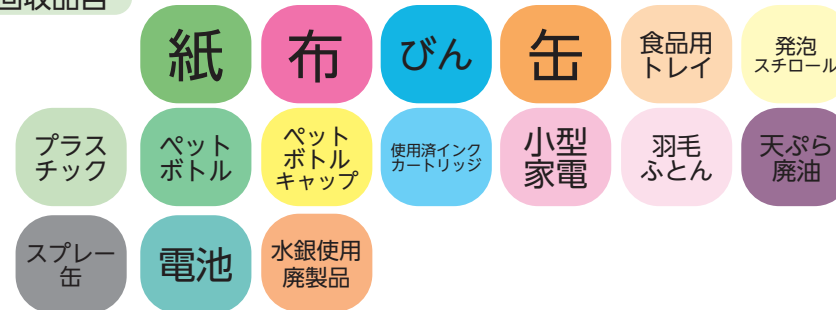 回収品目
紙
布
びん
缶
食品用
トレイ
発泡
スチロール
プラス
チック
ペット
ボトル
ペット
ボトル
キャップ
使用済インク
カートリッジ
小型
家電
羽毛
ふとん
天ぷら
廃油
スプレー
缶
電池
水銀使用
廃製品